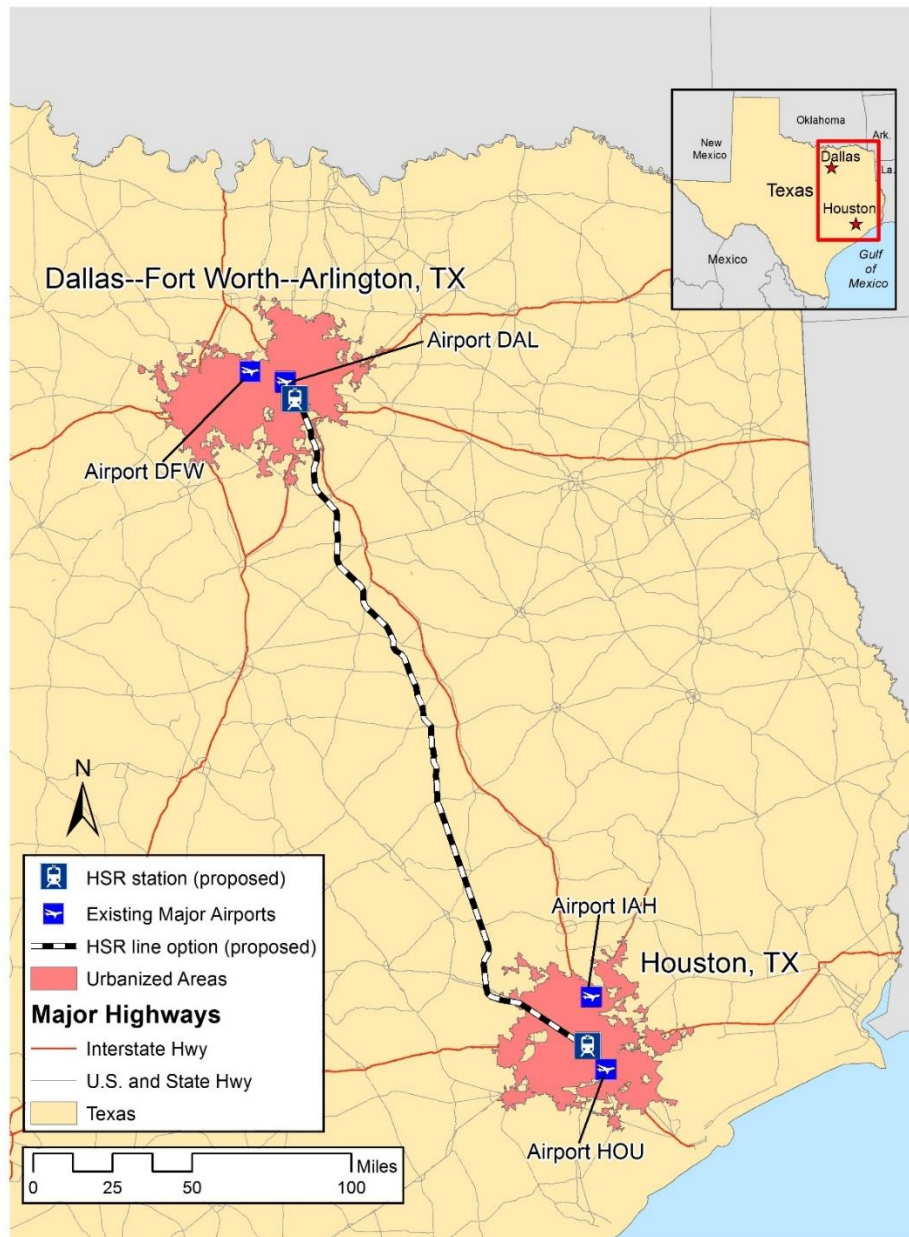 Oklahoma
New
Mexico
Ark.
Dallas
La.
Texas
Houston
Mexico
Gulf
of
Mexico
Dallas--Fort Worth--Arlington, TX
Airport DAL
Airport DFW
N
Airport IAH
Houston, TX
Airport HOU
HSR station (proposed)
Existing Major Airports
HSR line option (proposed)
Urbanized Areas
Major Highways
Interstate Hwy
U.S. and State Hwy
Texas
Miles
0 25 50 100